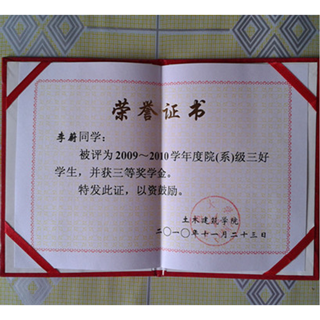 荣誉证书
李蔚同学：
被评为2009～2010学年度院(系)级三好
学生，并获三等奖学金。
特发此证，以资鼓励。
土木建筑学院
二〇一〇年十一月二十三日